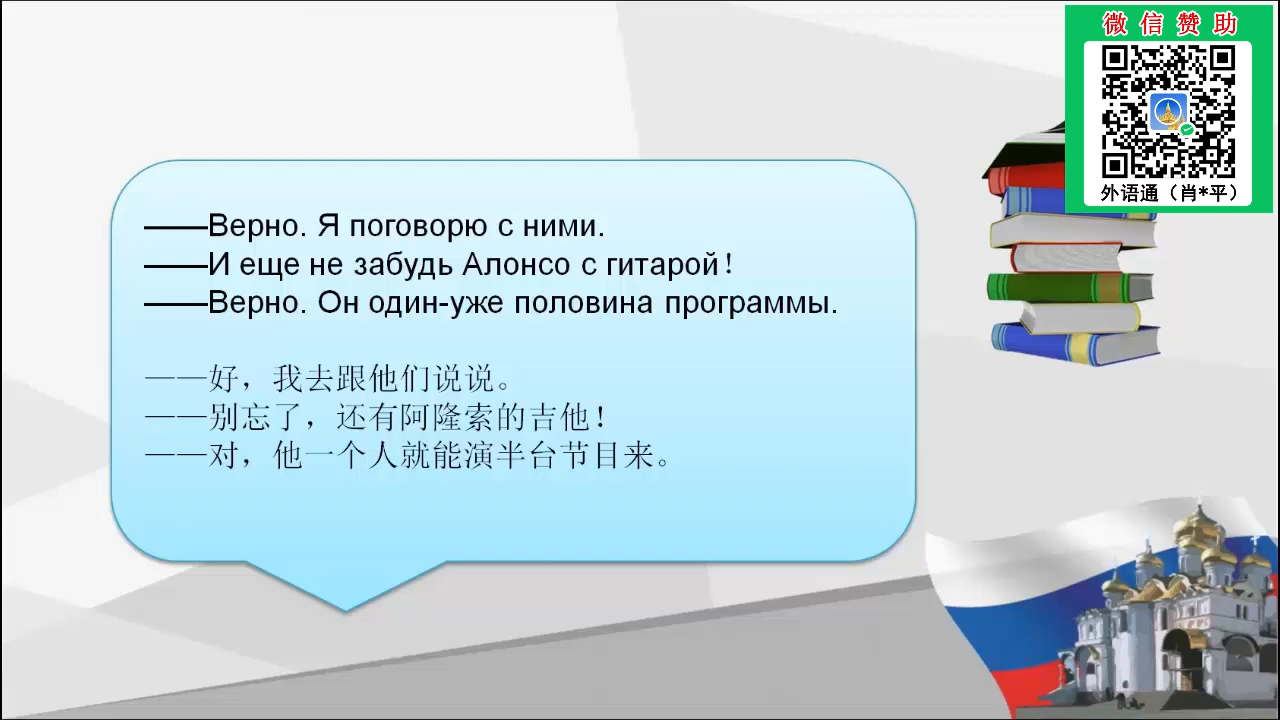 微信赞助
外语通（肖*平）
——Верно. Я поговорю с ними.
——И еще не забудь Алонсо с гитарой！
——Верно. Он один-уже половина программы.
——好，我去跟他们说说。
——别忘了，还有阿隆索的吉他！
——对，他一个人就能演半台节目来。